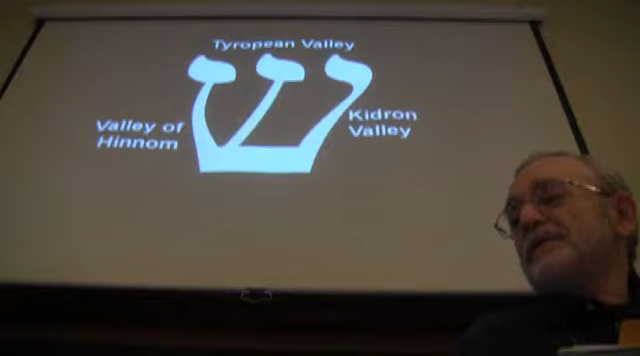 Tyropean Valley
ש
Valley of
Hinnom
Kidron
Valley